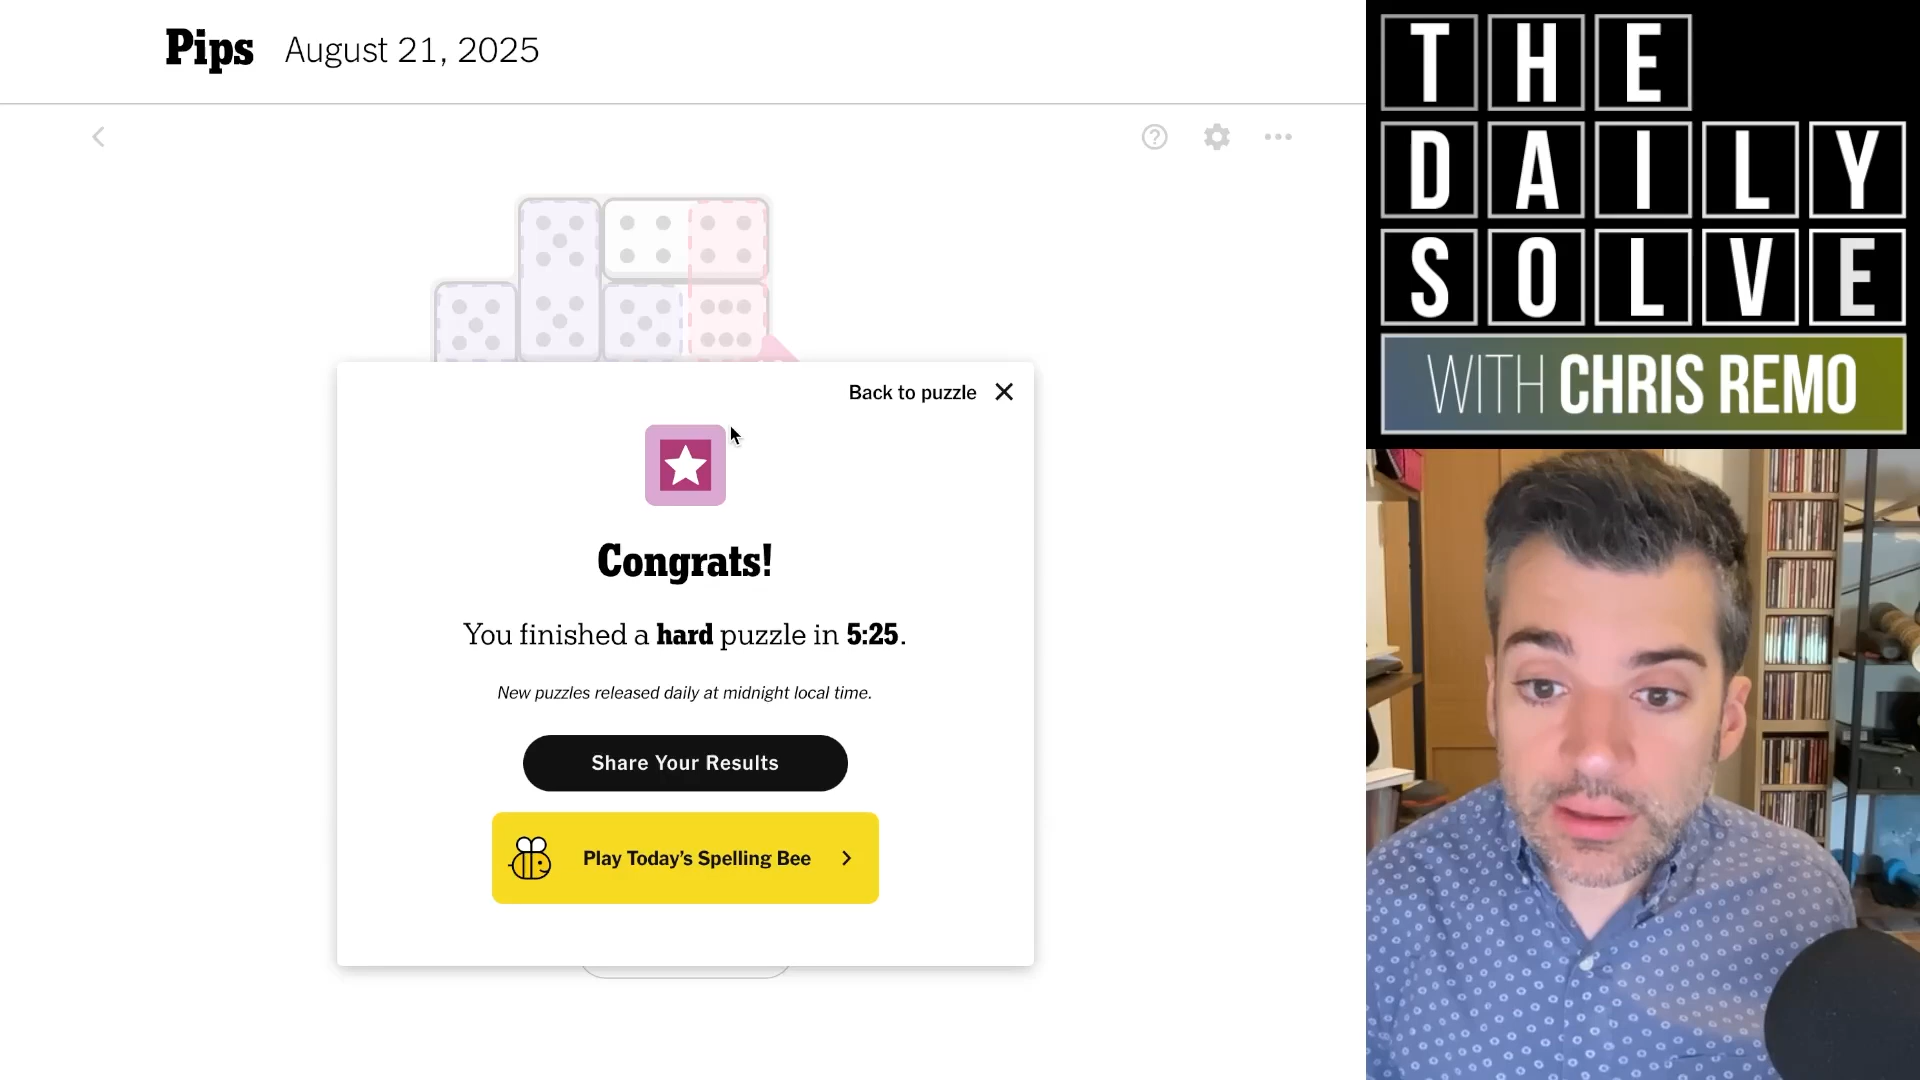 Pips August 21, 2025
Back to puzzle
Congrats!
You finished a hard puzzle in 5:25.
New puzzles released daily at midnight local time.
Share Your Results
Play Today's Spelling Bee
THE
DAILY
SOLVE
WITH CHRIS REMO